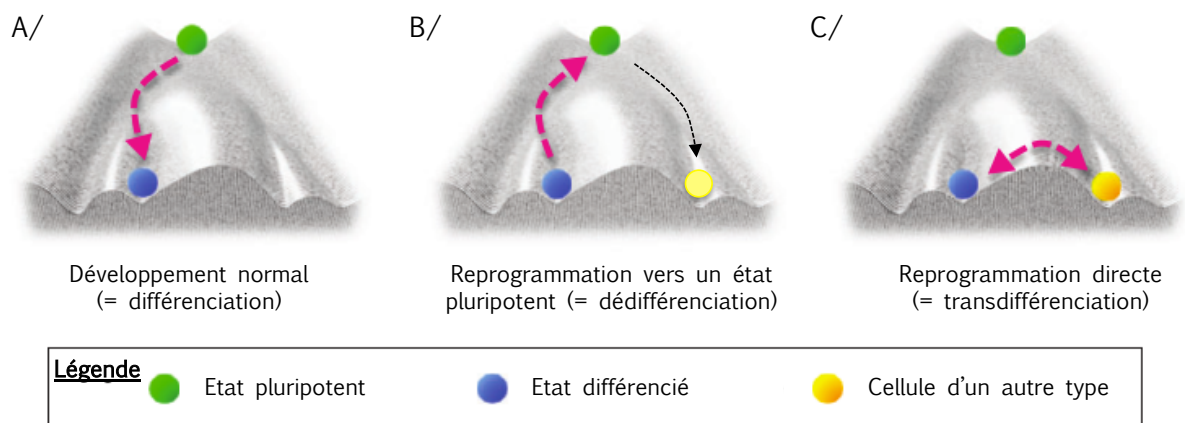 A/
B/
C/
Développement normal
(= différenciation)
Reprogrammation vers un état
pluripotent (= dédifférenciation)
Reprogrammation directe
(= transdifférenciation)
Légende
Etat pluripotent
Etat différencié
Cellule d'un autre type